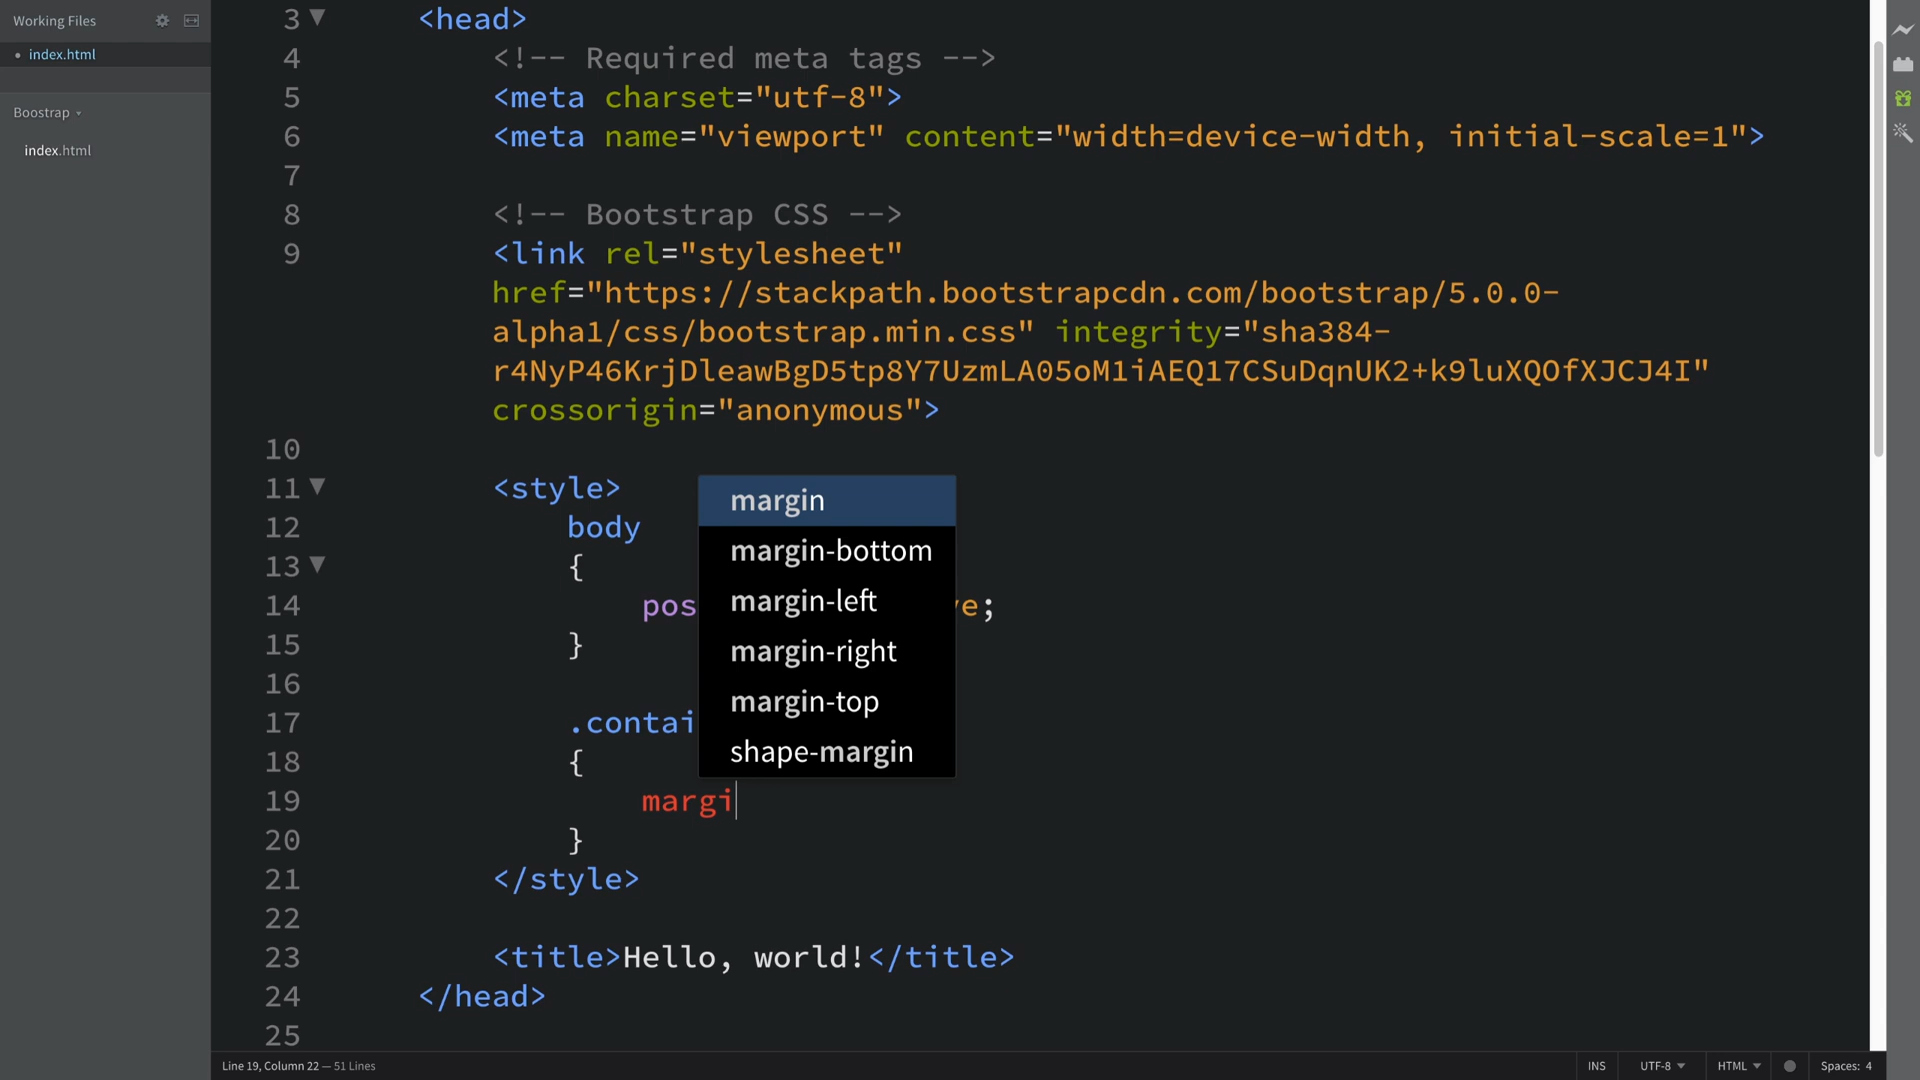 Working Files
index.html
Boostrap
index.html
3 <head>
4 <!-- Required meta tags -->
5 <meta charset="utf-8">
6 <meta name="viewport" content="width=device-width, initial-scale=1">
7
8 <!-- Bootstrap CSS -->
9 <link rel="stylesheet"
href="https://stackpath.bootstrapcdn.com/bootstrap/5.0.0-
alpha1/css/bootstrap.min.css" integrity="sha384-
r4NyP46KrjDleawBgD5tp8Y7UzmLA05oM1iAEQ17CSuDqnUK2+k9luXQOfXJCJ4I"
crossorigin="anonymous">
10
11 <style>
12 body
13 {
14 pos ve;
15 }
16
17 .contai
18 {
19 margi
20 }
21 </style>
22
23 <title>Hello, world!</title>
24 </head>
25
margin
margin-bottom
margin-left
margin-right
margin-top
shape-margin
Line 19, Column 22 — 51 Lines
INS UTF-8 HTML Spaces: 4